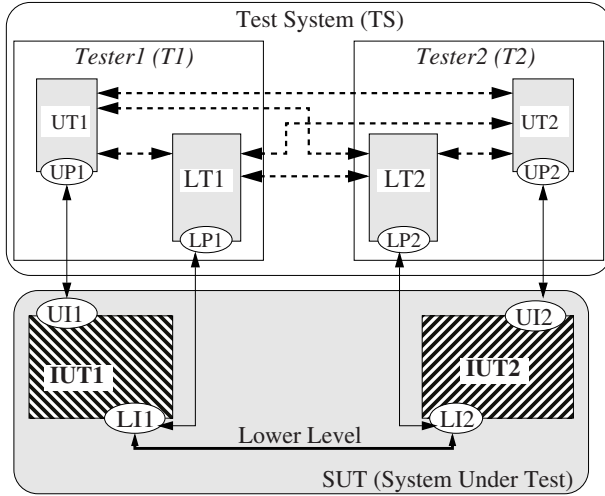 Test System (TS)
Tester1 (T1)
Tester2 (T2)
UT1
UT2
UP1
LT1
LT2
UP2
LP1
LP2
UI1
UI2
IUT1
IUT2
LI1
LI2
Lower Level
SUT (System Under Test)